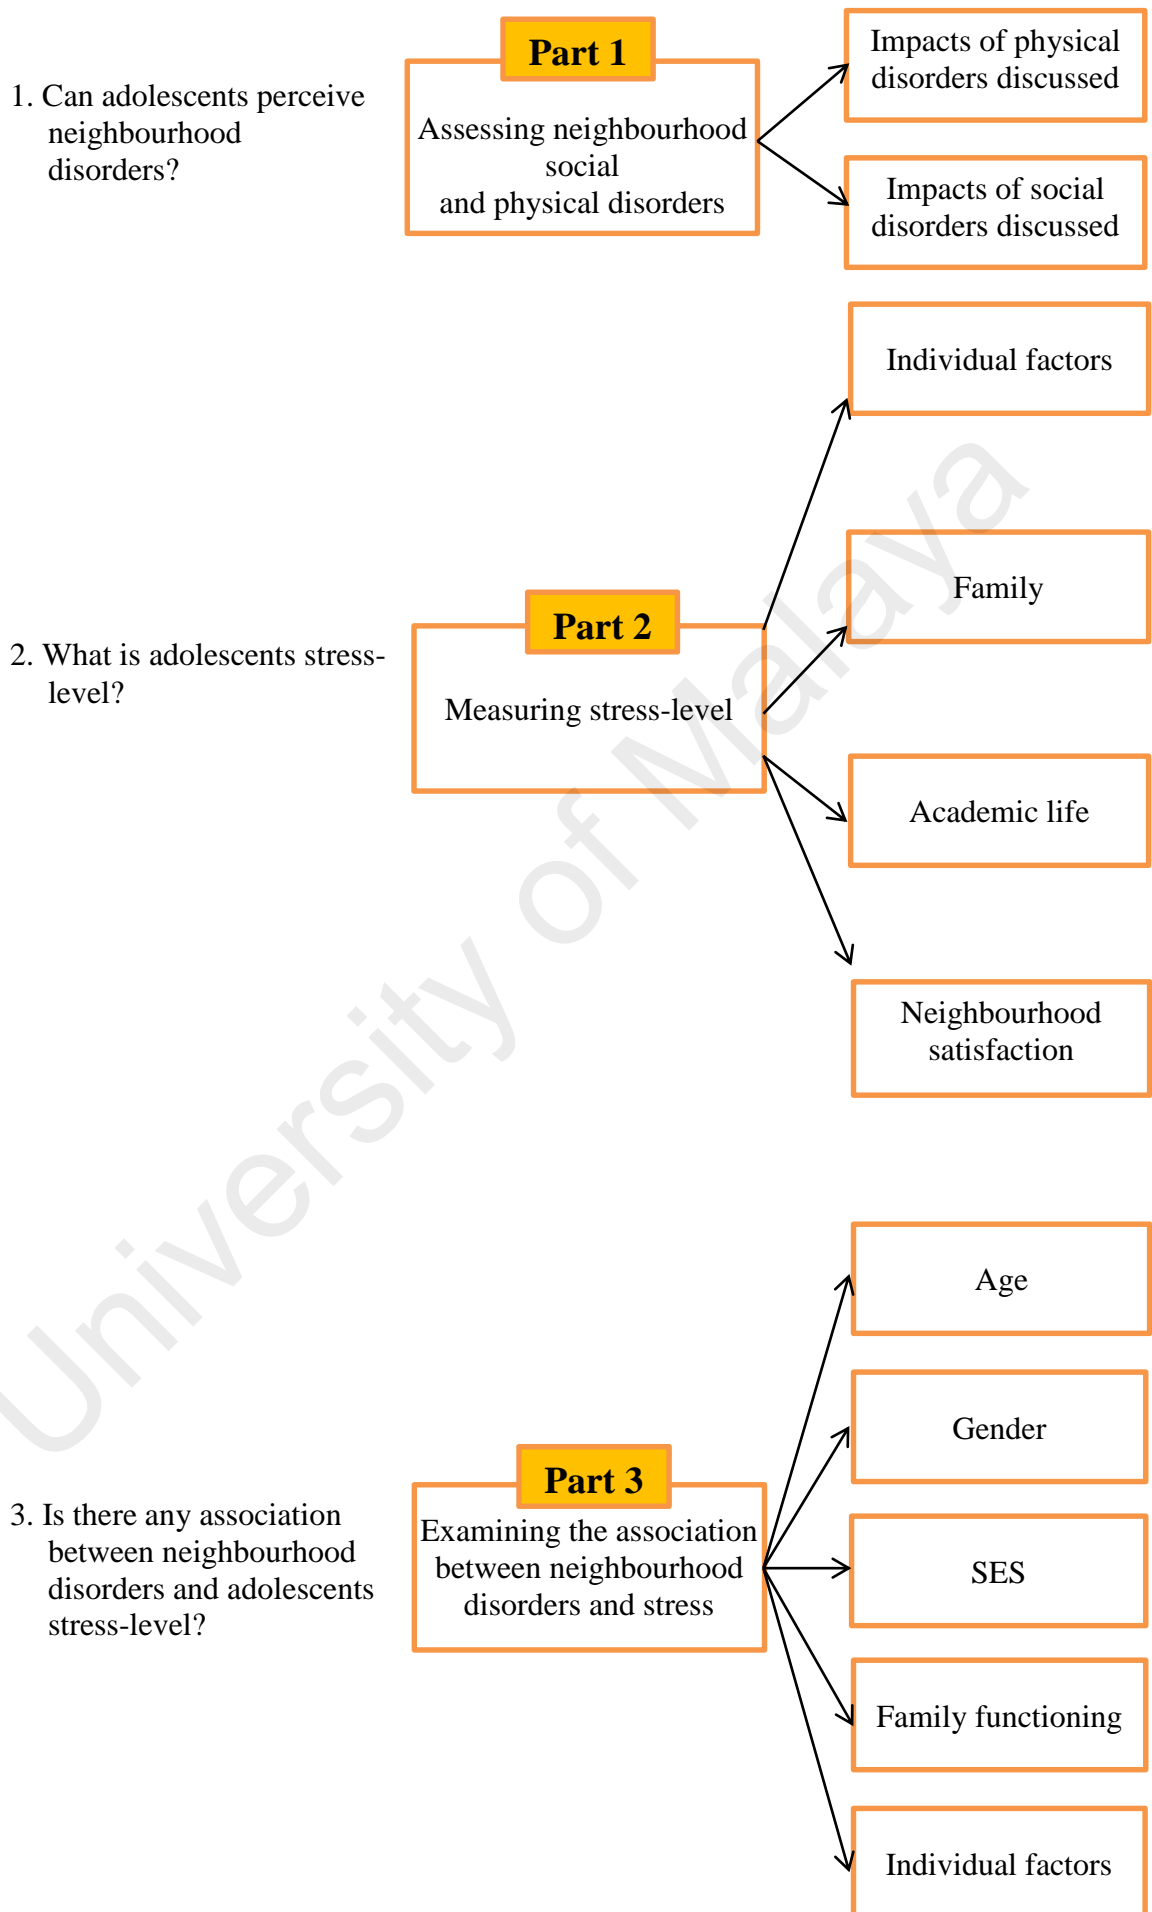 1. Can adolescents perceive
neighbourhood
disorders?
Part 1
Assessing neighbourhood
social
and physical disorders
Impacts of physical
disorders discussed
Impacts of social
disorders discussed
2. What is adolescents stress-
level?
Part 2
Measuring stress-level
Individual factors
Family
Academic life
Neighbourhood
satisfaction
3. Is there any association
between neighbourhood
disorders and adolescents
stress-level?
Part 3
Examining the association
between neighbourhood
disorders and stress
Age
Gender
SES
Family functioning
Individual factors
University of Malaya